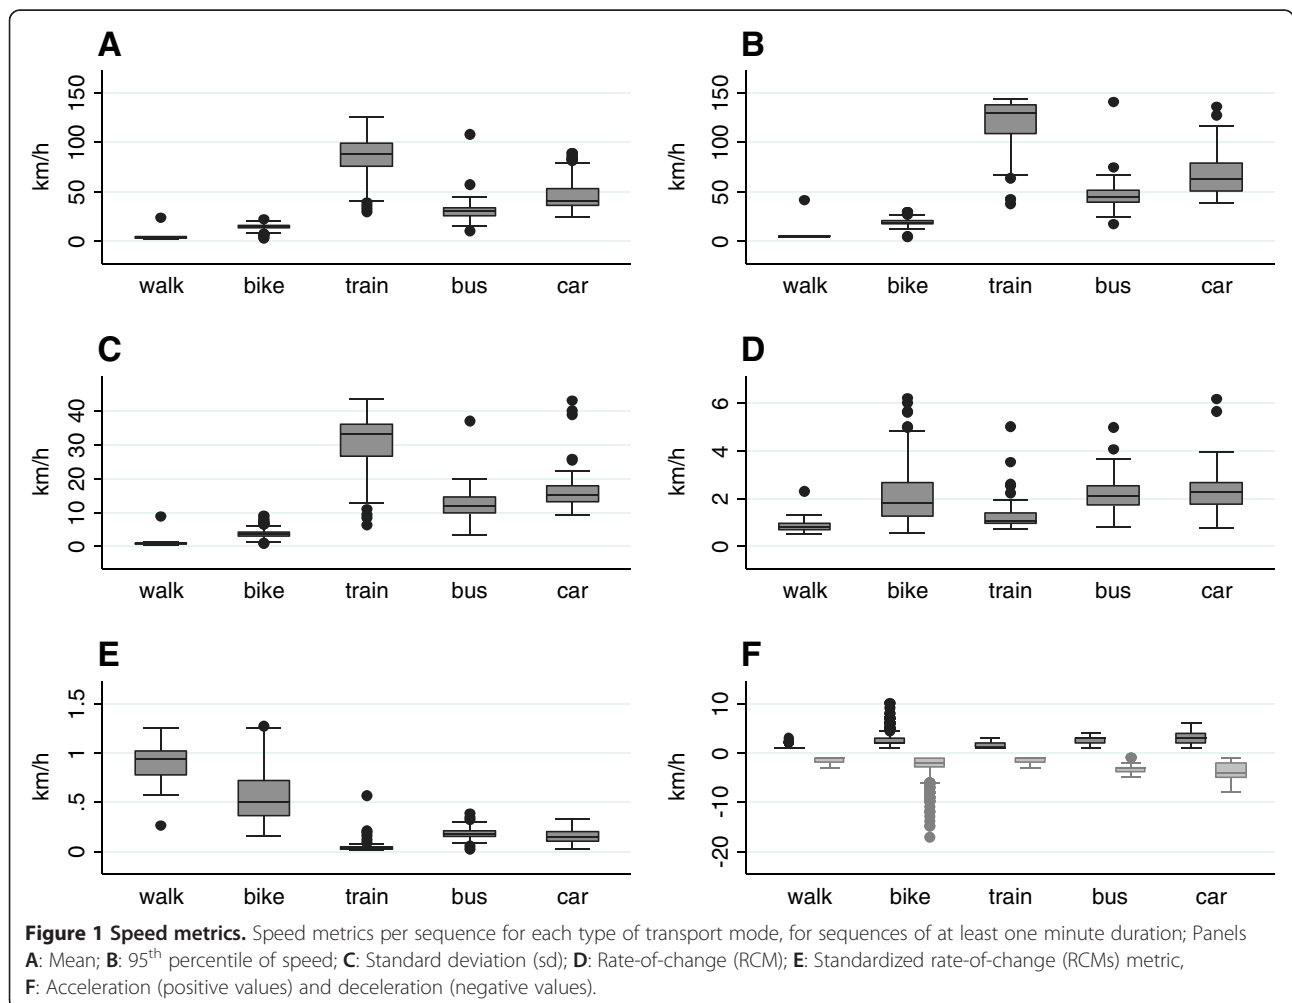 A
150
100
50
0
km/h
walk bike train bus car
B
150
100
50
0
km/h
walk bike train bus car
C
40
30
20
10
0
km/h
walk bike train bus car
D
6
4
2
0
km/h
walk bike train bus car
E
1.5
1
.5
0
km/h
walk bike train bus car
F
10
0
-10
-20
km/h
walk bike train bus car
Figure 1 Speed metrics. Speed metrics per sequence for each type of transport mode, for sequences of at least one minute duration; Panels
A: Mean; B: 95th percentile of speed; C: Standard deviation (sd); D: Rate-of-change (RCM); E: Standardized rate-of-change (RCMs) metric,
F: Acceleration (positive values) and deceleration (negative values).